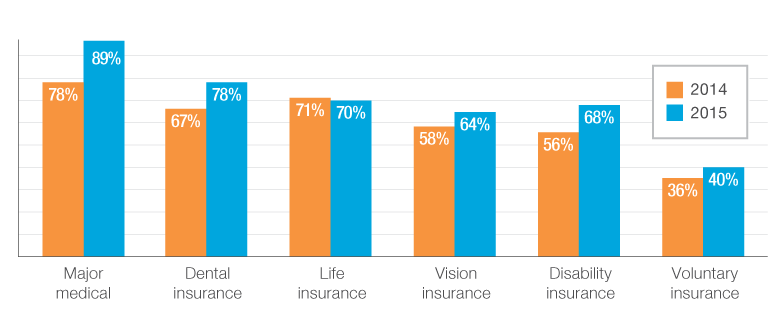 89%
78%
78%
67%
71%
70%
58%
64%
56%
68%
36%
40%
2014
2015
Major
medical
Dental
insurance
Life
insurance
Vision
insurance
Disability
insurance
Voluntary
insurance